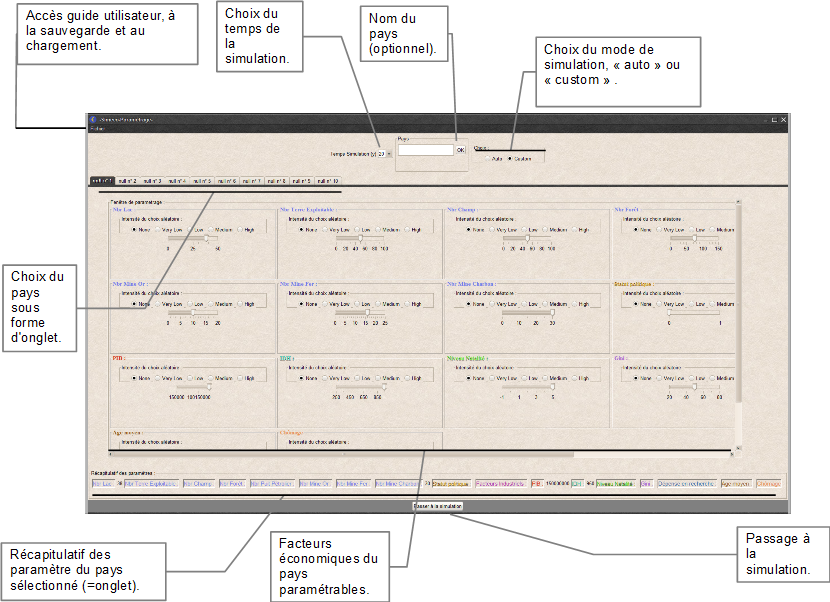 Accès guide utilisateur, à
la sauvegarde et au
chargement.
Choix du
temps de
la
simulation.
Nom du
pays
(optionnel).
Choix du mode de
simulation, « auto » ou
« custom » .
Fichier
Temps Simulation (y) 20
Pays
OK
Choix :
Auto Custom
null n° 1 null n° 2 null n° 3 null n° 4 null n° 5 null n° 6 null n° 7 null n° 8 null n° 9 null n° 10
Fenêtre de parametrage
Nbr Lac Nbr Terre Exploitable : Nbr Champ : Nbr Forêt :
Intensité du choix aléatoire : Intensité du choix aléatoire : Intensité du choix aléatoire : Intensité du choix aléatoire :
None Very Low Low Medium High None Very Low Low Medium High None Very Low Low Medium High None Very Low Low Medium
0 25 50 0 20 40 60 80 100 0 20 40 60 80 100 0 50 100 150
Nbr Mine Or : Nbr Mine Fer : Nbr Mine Charbon : Statut politique :
Intensité du choix aléatoire : Intensité du choix aléatoire : Intensité du choix aléatoire : Intensité du choix aléatoire :
None Very Low Low Medium High None Very Low Low Medium High None Very Low Low Medium High None Very Low Low Medium
0 5 10 15 20 0 5 10 15 20 25 0 10 20 30 0 1
PIB : IDH : Niveau Natalité : Gini :
Intensité du choix aléatoire : Intensité du choix aléatoire : Intensité du choix aléatoire : Intensité du choix aléatoire :
None Very Low Low Medium High None Very Low Low Medium High None Very Low Low Medium High None Very Low Low Medium
150000 100150000 200 450 650 950 -1 1 3 5 20 40 60 80
Age moyen : Chômage
Intensité du choix aléatoire : Intensité du choix aléatoire :
Choix du
pays
sous
forme
d'onglet.
Récapitulatif des paramètres :
Nbr Lac : 38 Nbr Terre Exploitable : Nbr Champ : Nbr Forêt : Nbr Puit Pétrolier : Nbr Mine Or : Nbr Mine Fer : Nbr Mine Charbon : Statut politique : Facteurs Industriels : PIB : Niveau Natalité : Gini : Dépense en recherche : Age moyen : Chômage
Passer à la simulation
Récapitulatif des
paramètre du pays
sélectionné (=onglet).
Facteurs
économiques du
pays
paramétrables.
Passage à
la
simulation.